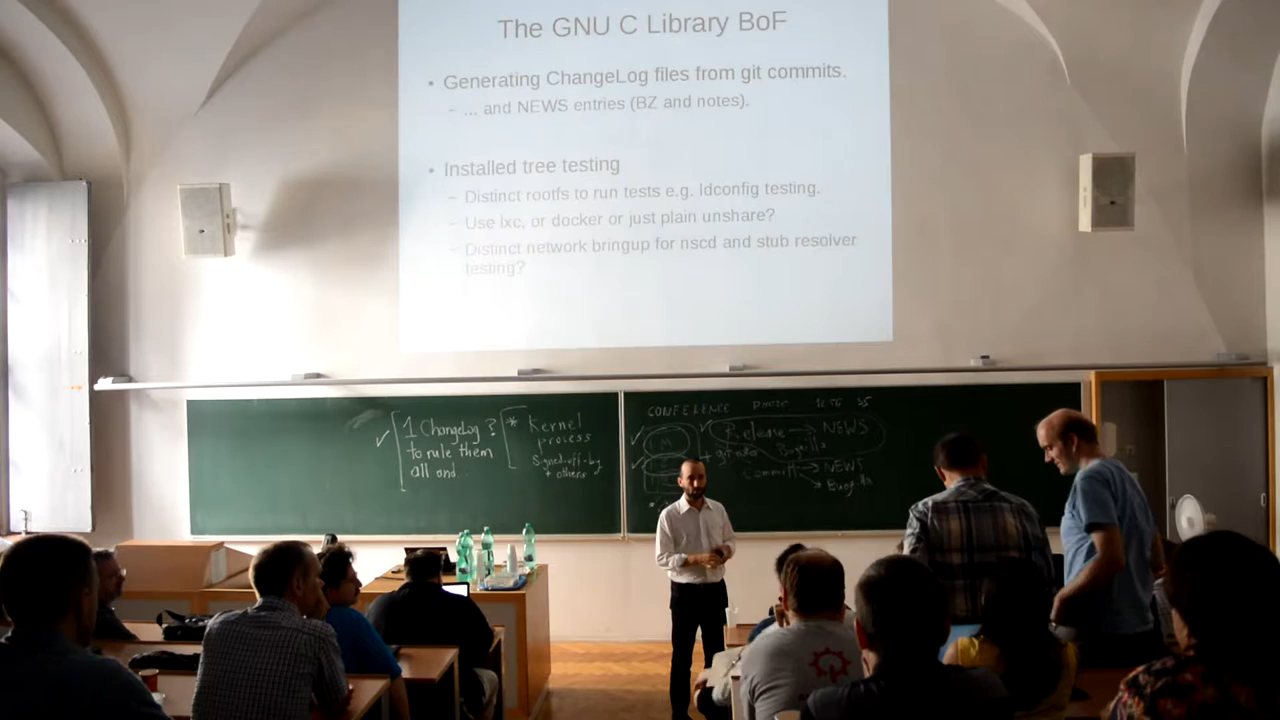 The GNU C Library BoF
• Generating ChangeLog files from git commits.
– ... and NEWS entries (BZ and notes).
• Installed tree testing
– Distinct rootfs to run tests e.g. ldconfig testing.
– Use lxc, or docker or just plain unshare?
– Distinct network bringup for nscd and stub resolver
testing?
1 ChangeLog ?
to rule them
all and...
* Kernel
process
Signed-off-by
+ others
CONFERENCE
M
Release → NEWS
Bugzilla
Commit → NEWS
Bugzilla